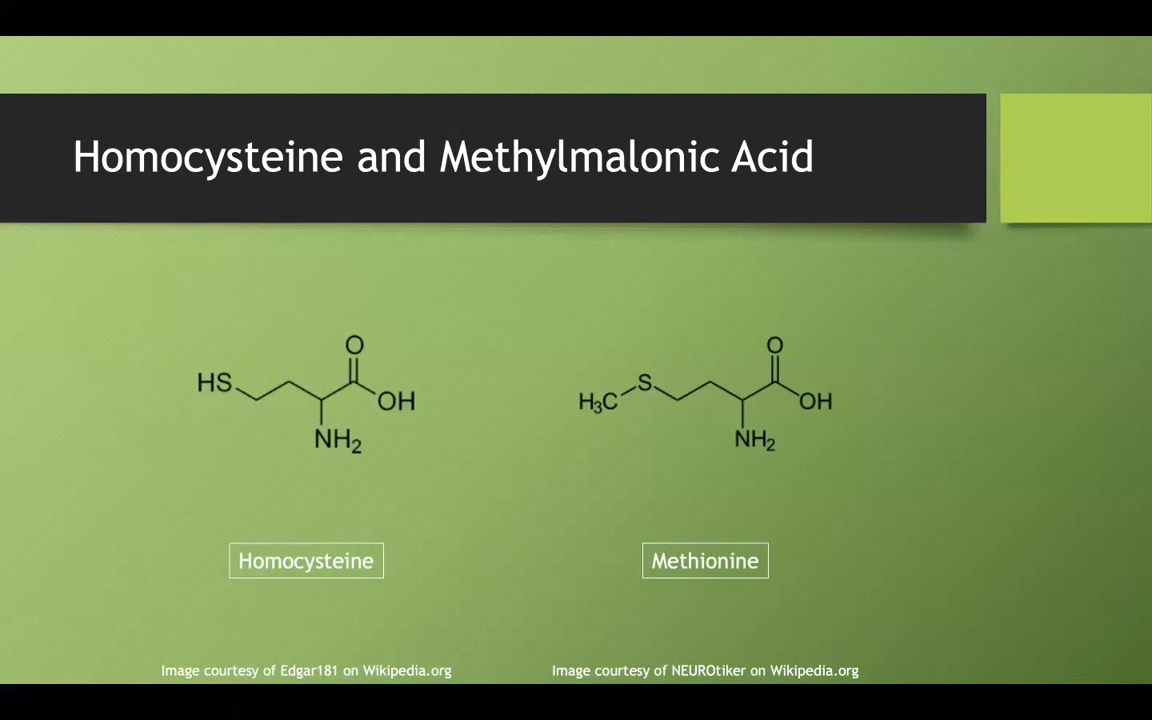 Homocysteine and Methylmalonic Acid
O
HS
OH
NH₂
O
S
H₃C
OH
NH₂
Homocysteine
Methionine
Image courtesy of Edgar181 on Wikipedia.org
Image courtesy of NEUROtiker on Wikipedia.org